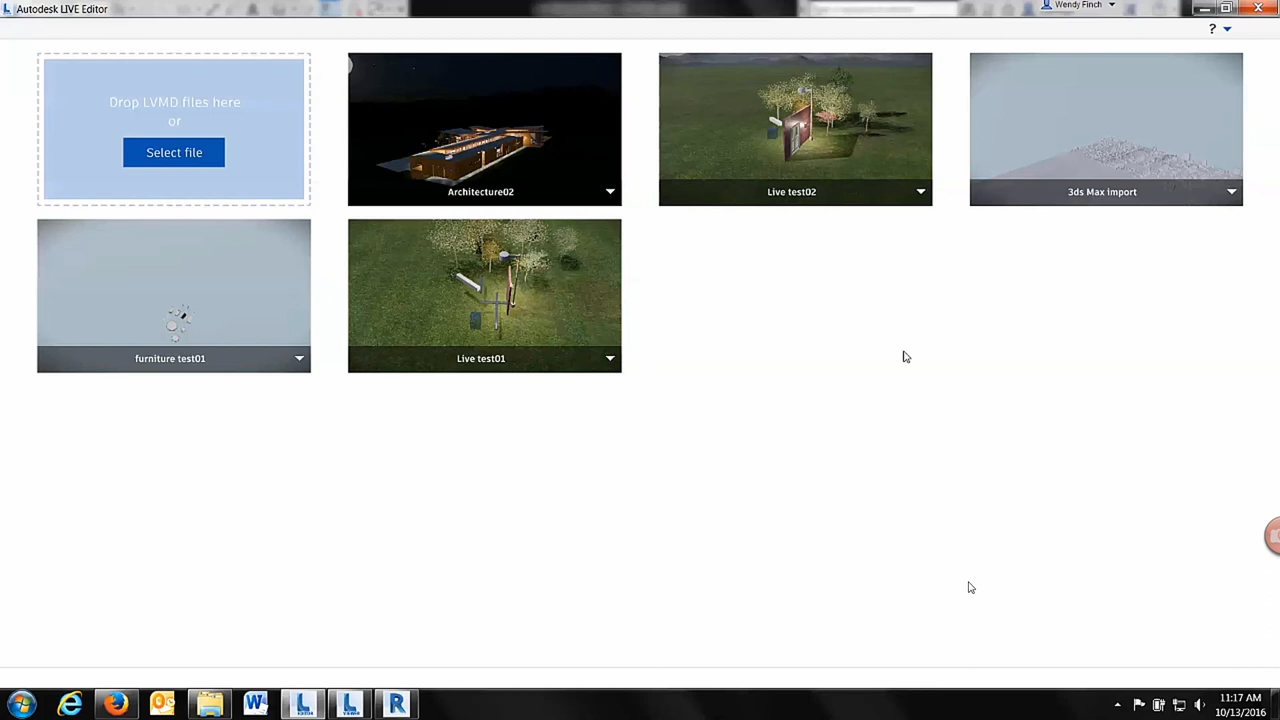 Autodesk LIVE Editor
Wendy Finch
?
Drop LVMD files here
or
Select file
Architecture02
Live test02
3ds Max import
furniture test01
Live test01
11:17 AM
10/13/2016